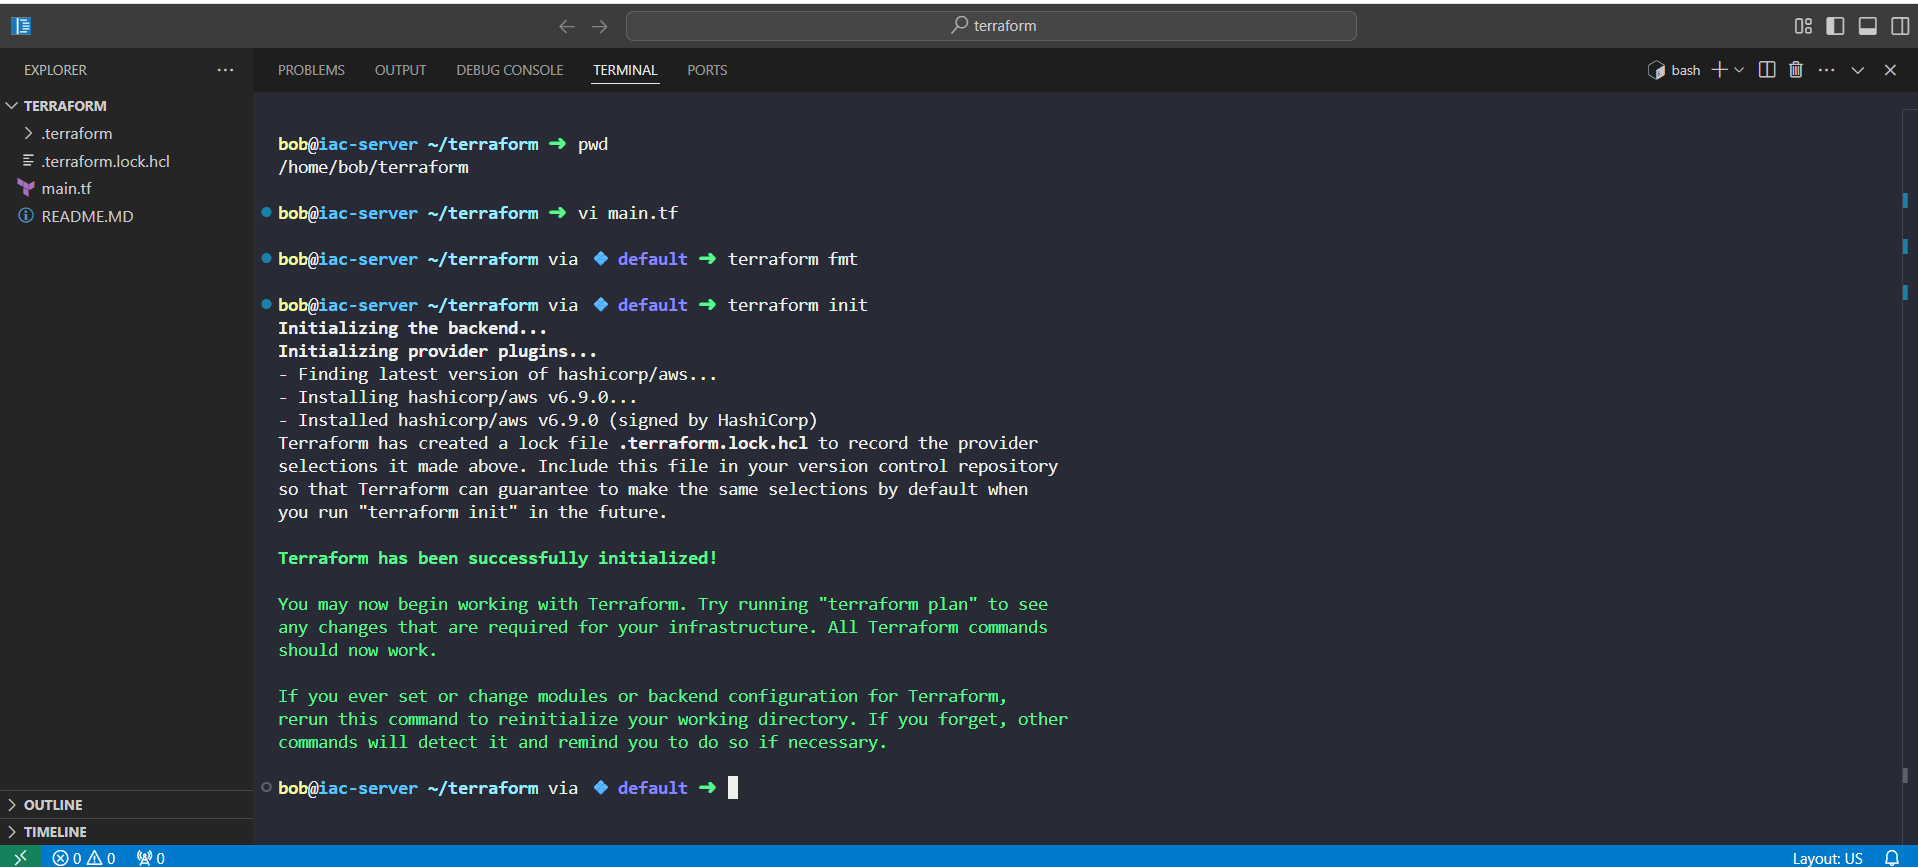 terraform
EXPLORER
PROBLEMS OUTPUT DEBUG CONSOLE TERMINAL PORTS
bash
TERRAFORM
.terraform
.terraform.lock.hcl
main.tf
README.MD
bob@iac-server ~/terraform ➜ pwd
/home/bob/terraform
bob@iac-server ~/terraform ➜ vi main.tf
bob@iac-server ~/terraform via 🔹 default ➜ terraform fmt
bob@iac-server ~/terraform via 🔹 default ➜ terraform init
Initializing the backend...
Initializing provider plugins...
- Finding latest version of hashicorp/aws...
- Installing hashicorp/aws v6.9.0...
- Installed hashicorp/aws v6.9.0 (signed by HashiCorp)
Terraform has created a lock file .terraform.lock.hcl to record the provider
selections it made above. Include this file in your version control repository
so that Terraform can guarantee to make the same selections by default when
you run "terraform init" in the future.
Terraform has been successfully initialized!
You may now begin working with Terraform. Try running "terraform plan" to see
any changes that are required for your infrastructure. All Terraform commands
should now work.
If you ever set or change modules or backend configuration for Terraform,
rerun this command to reinitialize your working directory. If you forget, other
commands will detect it and remind you to do so if necessary.
bob@iac-server ~/terraform via 🔹 default ➜
OUTLINE
TIMELINE
0 0 0
Layout: US